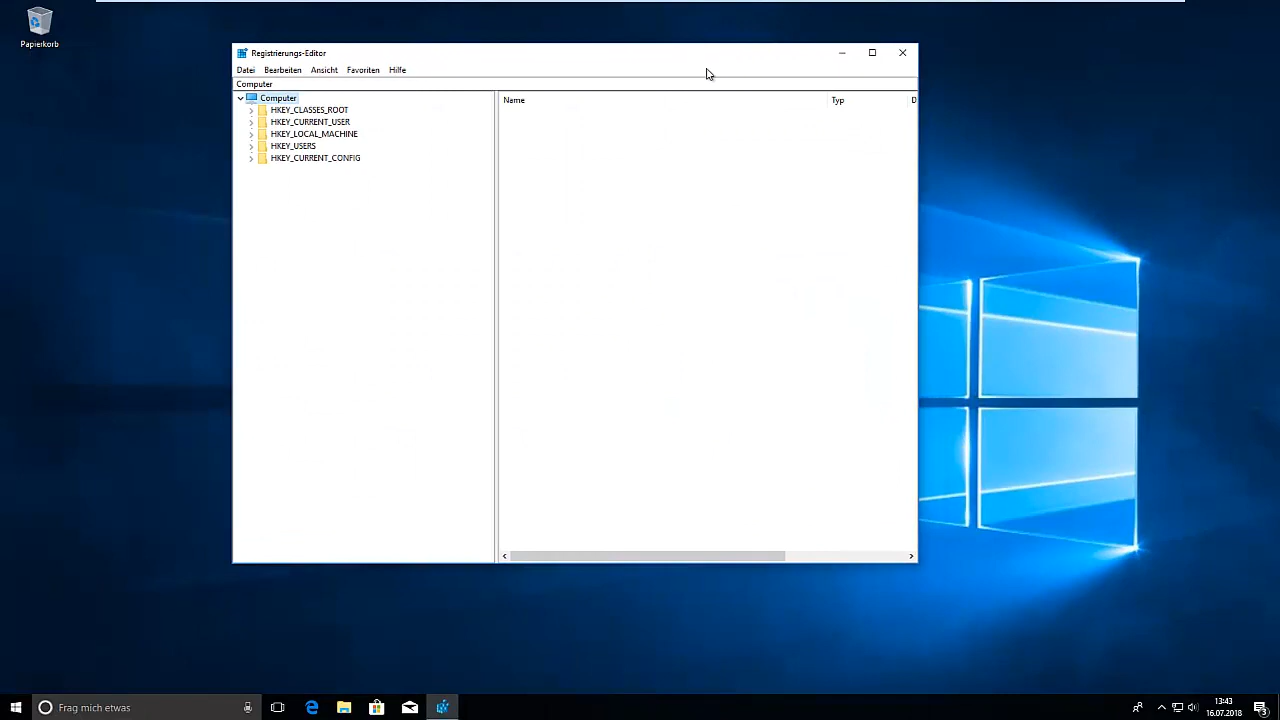 Papierkorb
Registrierungs-Editor
Datei Bearbeiten Ansicht Favoriten Hilfe
Computer
Computer
HKEY_CLASSES_ROOT
HKEY_CURRENT_USER
HKEY_LOCAL_MACHINE
HKEY_USERS
HKEY_CURRENT_CONFIG
Name Typ D
Frag mich etwas
13:43
16.07.2018
3